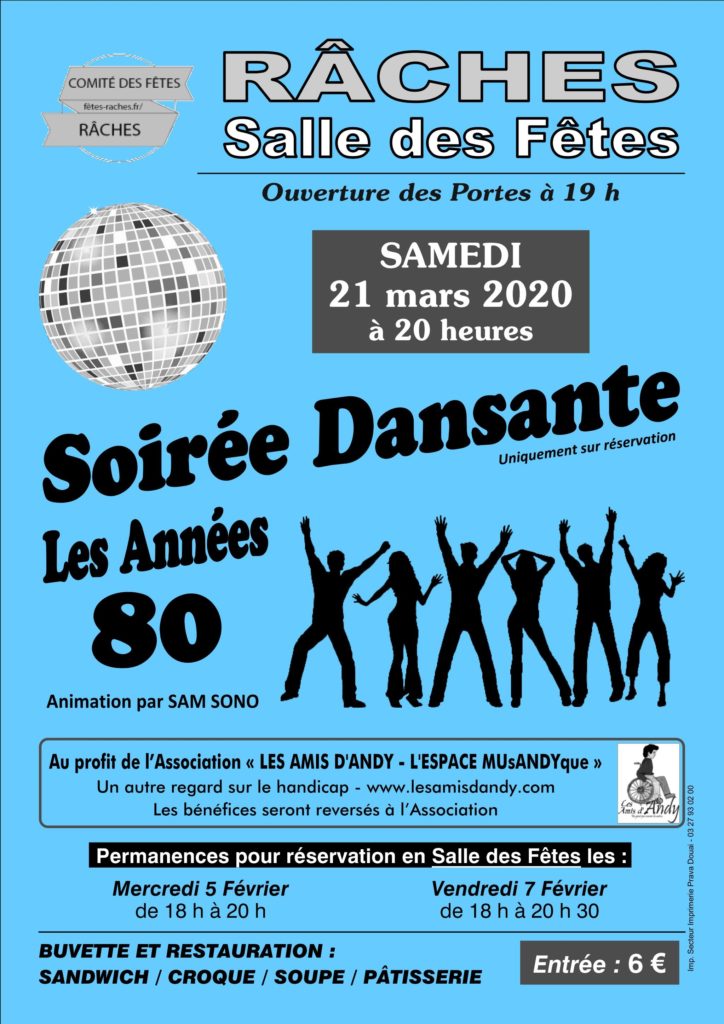 COMITÉ DES FÊTES
fêtes-raches.fr/
RÂCHES
RÂCHES
Salle des Fêtes
Ouverture des Portes à 19 h
SAMEDI
21 mars 2020
à 20 heures
Soirée Dansante
Uniquement sur réservation
Les Années
80
Animation par SAM SONO
Au profit de l'Association « LES AMIS D'ANDY - L'ESPACE MUsANDYque »
Un autre regard sur le handicap - www.lesamisdandy.com
Les bénéfices seront reversés à l'Association
Les
Amis d'Andy
Permanences pour réservation en Salle des Fêtes les :
Mercredi 5 Février
de 18 h à 20 h
Vendredi 7 Février
de 18 h à 20 h 30
BUVETTE ET RESTAURATION :
SANDWICH / CROQUE / SOUPE / PÂTISSERIE
Entrée : 6 €
Imp. Secteur Imprimerie Prava Douai - 03 27 93 02 00